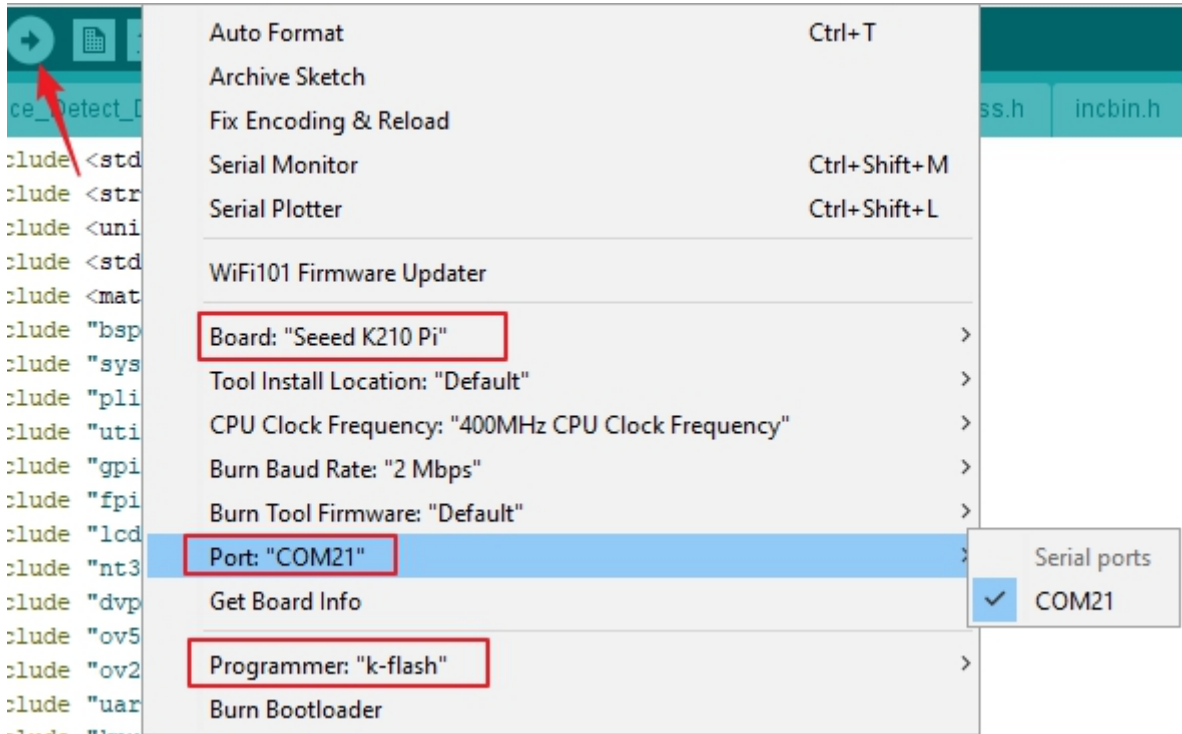 Auto Format Ctrl+T
Archive Sketch
ce_Detect_D ss.h incbin.h
Fix Encoding & Reload
clude <std
Serial Monitor Ctrl+Shift+M
clude <str
Serial Plotter Ctrl+Shift+L
clude <uni
clude <std
WiFi101 Firmware Updater
clude <mat
clude "bsp
Board: "Seeed K210 Pi"
clude "sys
Tool Install Location: "Default"
clude "pli
CPU Clock Frequency: "400MHz CPU Clock Frequency"
clude "uti
clude "gpi
Burn Baud Rate: "2 Mbps"
clude "fpi
Burn Tool Firmware: "Default"
clude "lcd
Port: "COM21"
Serial ports
clude "nt3
clude "dvp
Get Board Info
COM21
clude "ov5
clude "ov2
Programmer: "k-flash"
clude "uar
Burn Bootloader